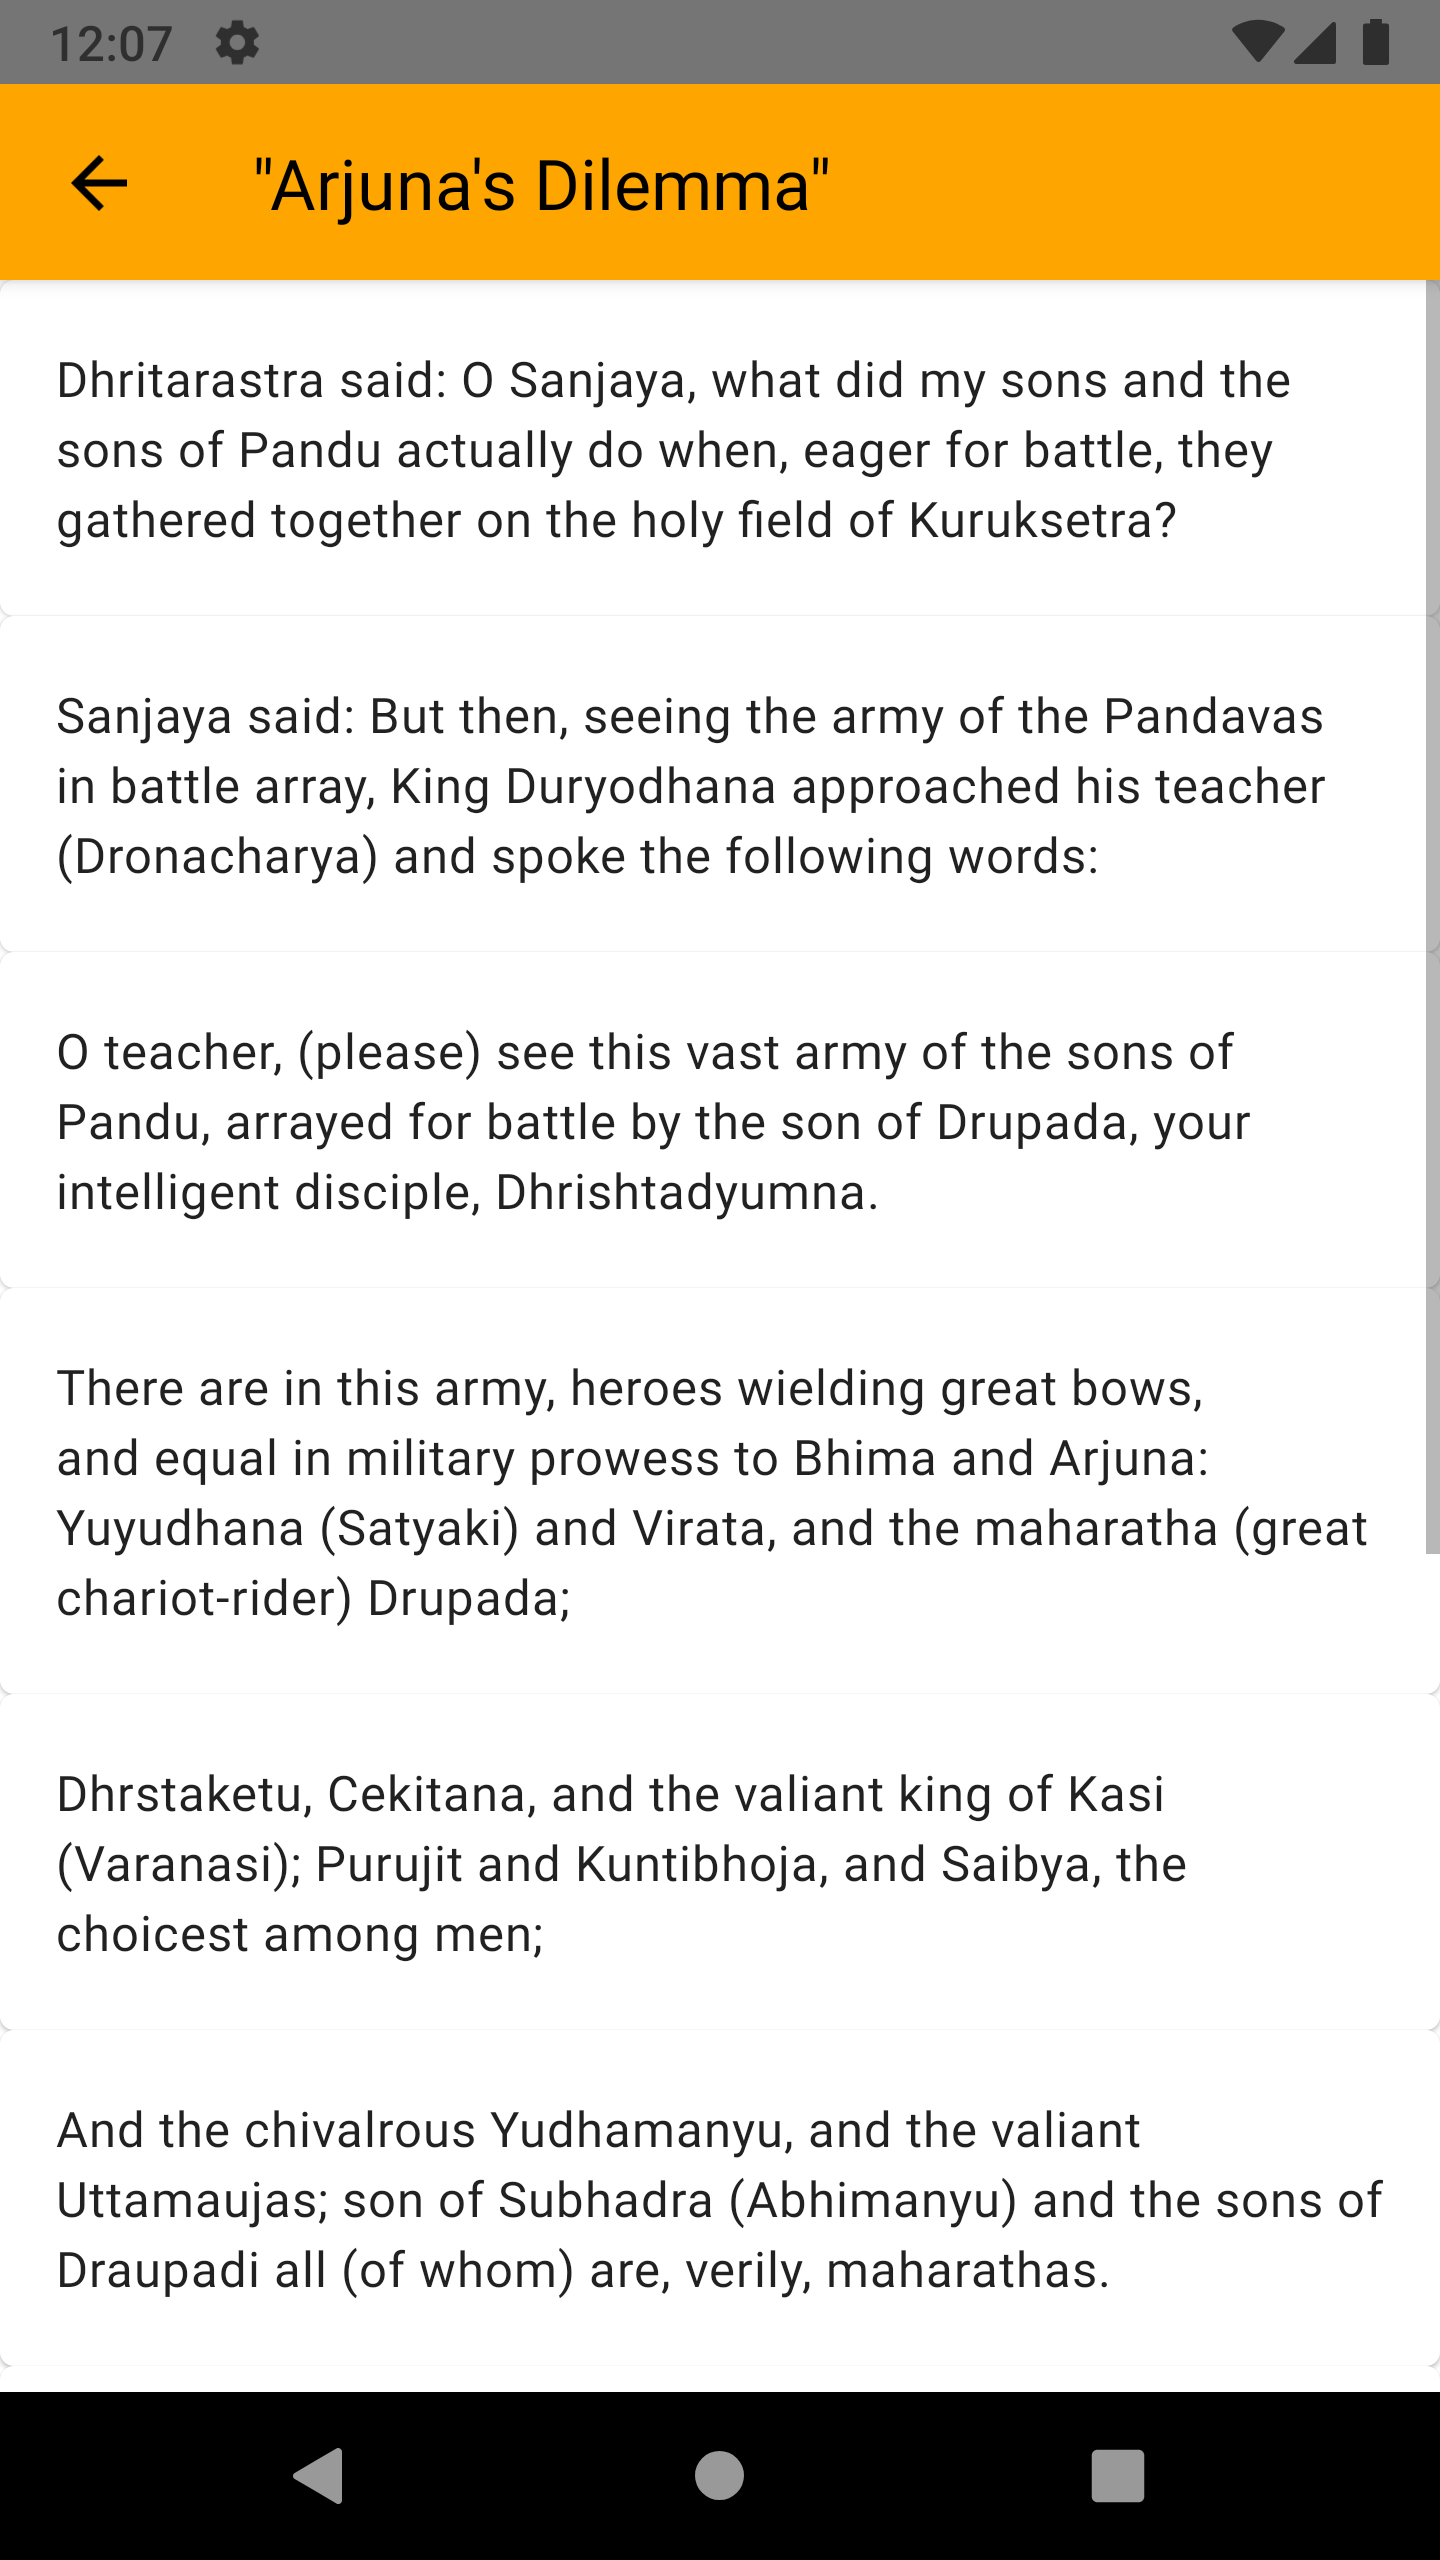 12:07
"Arjuna's Dilemma"
Dhritarastra said: O Sanjaya, what did my sons and the
sons of Pandu actually do when, eager for battle, they
gathered together on the holy field of Kuruksetra?
Sanjaya said: But then, seeing the army of the Pandavas
in battle array, King Duryodhana approached his teacher
(Dronacharya) and spoke the following words:
O teacher, (please) see this vast army of the sons of
Pandu, arrayed for battle by the son of Drupada, your
intelligent disciple, Dhrishtadyumna.
There are in this army, heroes wielding great bows,
and equal in military prowess to Bhima and Arjuna:
Yuyudhana (Satyaki) and Virata, and the maharatha (great
chariot-rider) Drupada;
Dhrstaketu, Cekitana, and the valiant king of Kasi
(Varanasi); Purujit and Kuntibhoja, and Saibya, the
choicest among men;
And the chivalrous Yudhamanyu, and the valiant
Uttamaujas; son of Subhadra (Abhimanyu) and the sons of
Draupadi all (of whom) are, verily, maharathas.